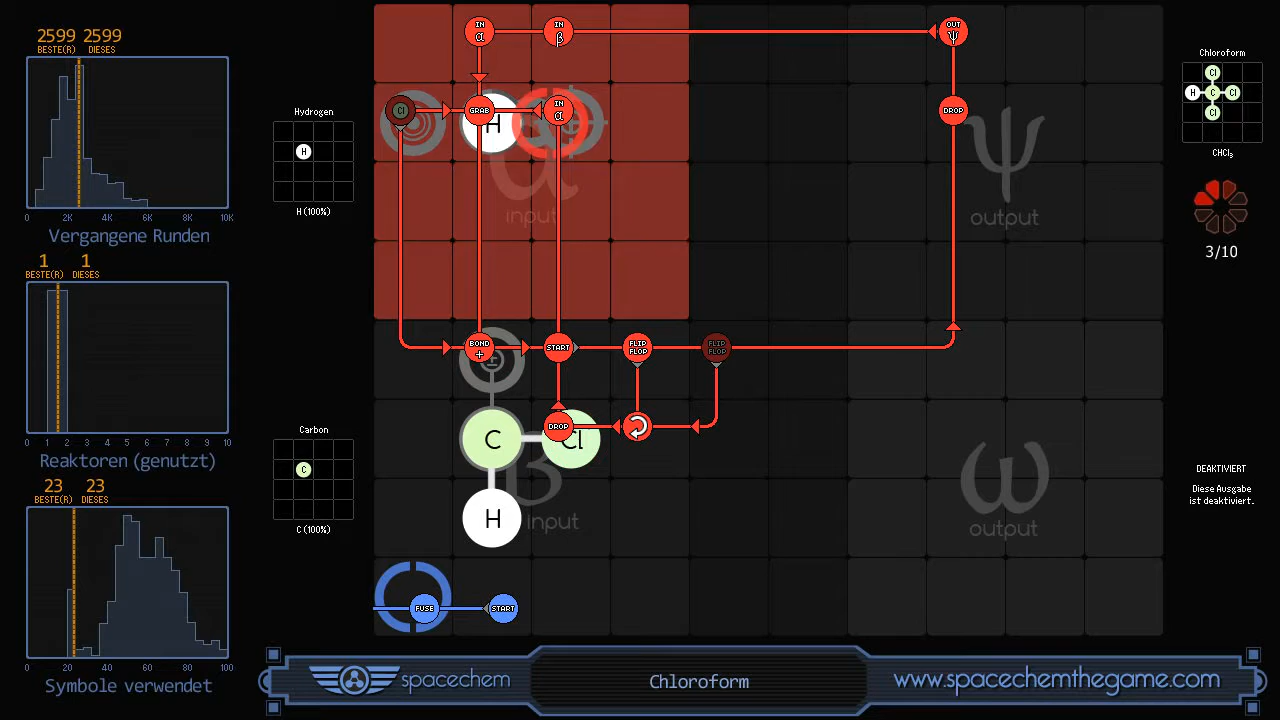 2599 2599
BESTE(R) DIESES
0 2K 4K 6K 8K 10K
Vergangene Runden
1 1
BESTE(R) DIESES
0 1 2 3 4 5 6 7 8 9 10
Reaktoren (genutzt)
23 23
BESTE(R) DIESES
0 20 40 60 80 100
Symbole verwendet
Hydrogen
H
H (100%)
Carbon
C
C (100%)
IN α
IN β
OUT ψ
Cl
GRAB
H
IN α
DROP
α
input
ψ
output
BOND +
START
FLIP FLOP
FLIP FLOP
C
DROP
Cl
β
input
H
ω
output
FUSE
START
Chloroform
Cl
H C Cl
Cl
CHCl₃
3/10
DEAKTIVIERT
Diese Ausgabe
ist deaktiviert.
spacechem
Chloroform
www.spacechemthegame.com